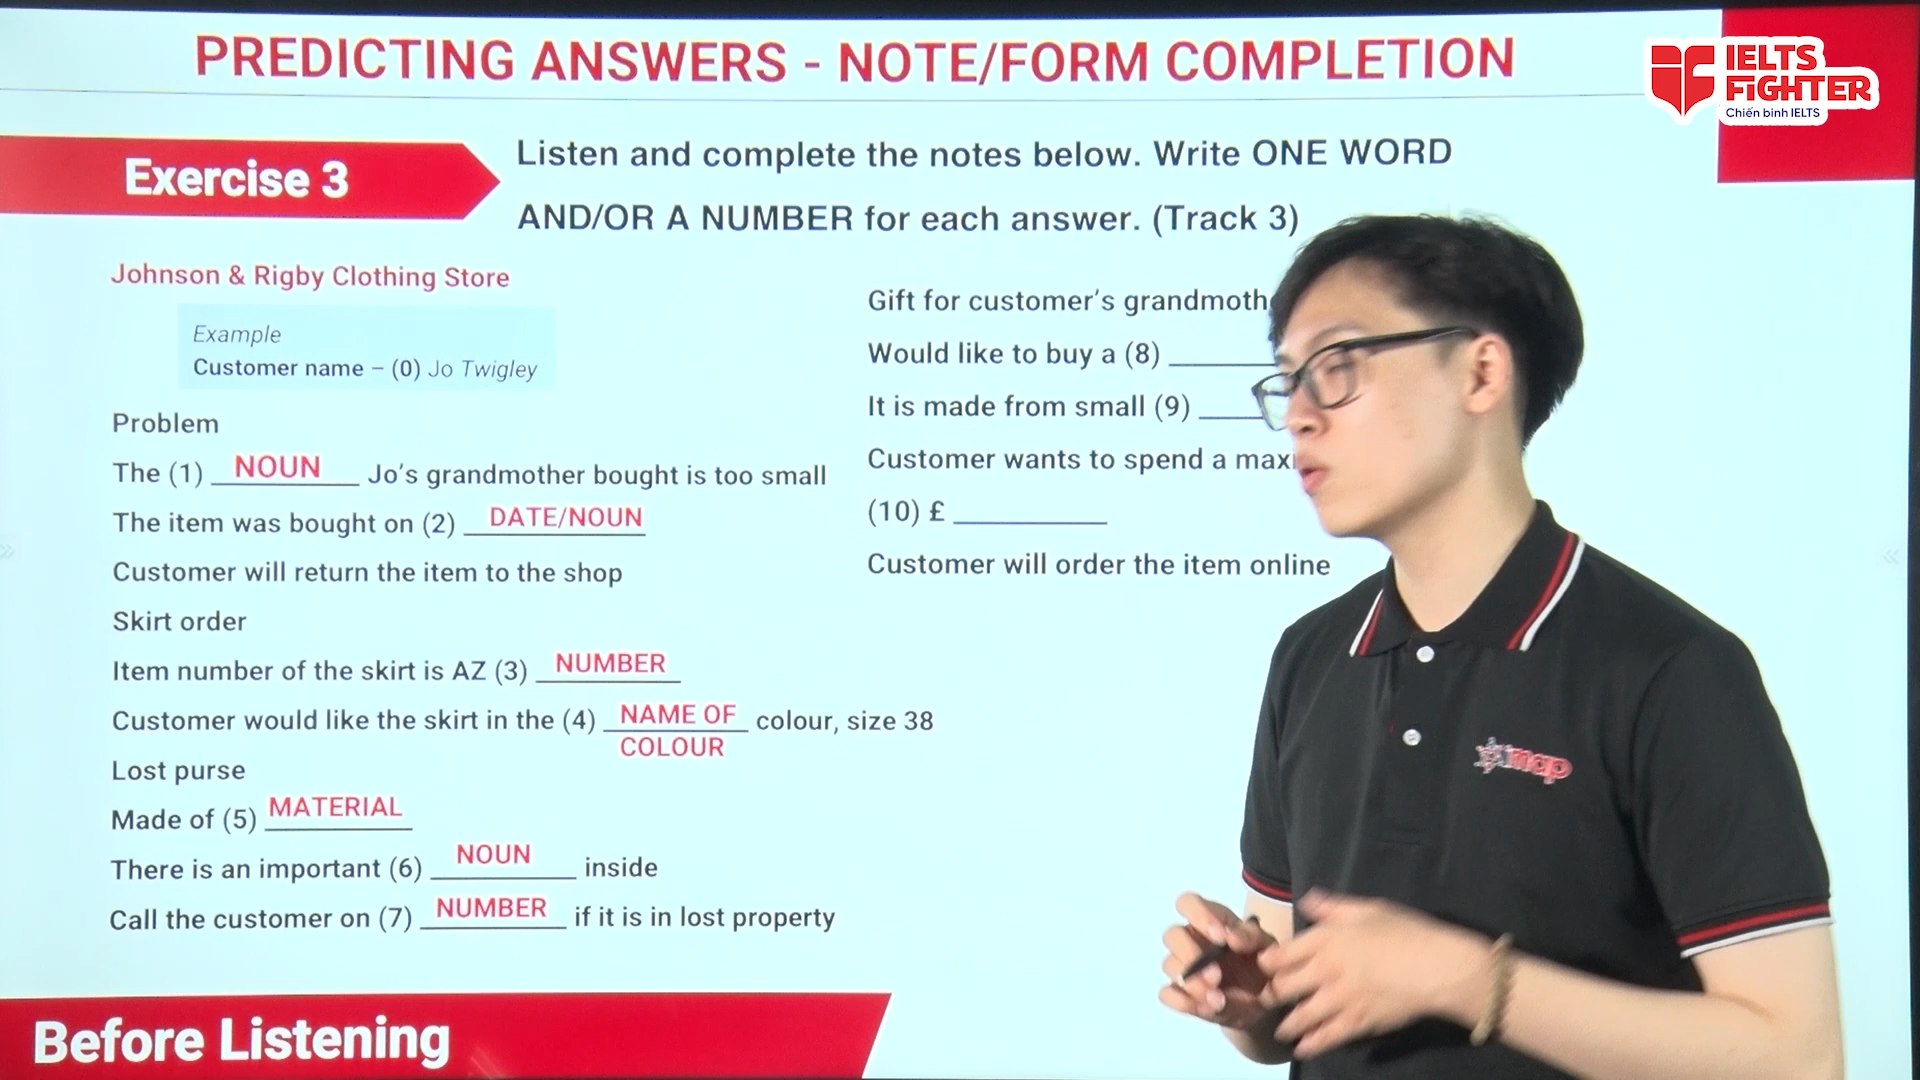 PREDICTING ANSWERS - NOTE/FORM COMPLETION
IELTS
FIGHTER
Chiến binh IELTS
Exercise 3
Listen and complete the notes below. Write ONE WORD
AND/OR A NUMBER for each answer. (Track 3)
Johnson & Rigby Clothing Store
Example
Customer name – (0) Jo Twigley
Problem
The (1) NOUN Jo's grandmother bought is too small
The item was bought on (2) DATE/NOUN
Customer will return the item to the shop
Skirt order
Item number of the skirt is AZ (3) NUMBER
Customer would like the skirt in the (4) NAME OF colour, size 38
COLOUR
Lost purse
Made of (5) MATERIAL
There is an important (6) NOUN inside
Call the customer on (7) NUMBER if it is in lost property
Gift for customer's
Would like to buy a (8)
It is made from small (9)
Customer wants to spend a
(10) £
Customer will order the item online
Before Listening
imap